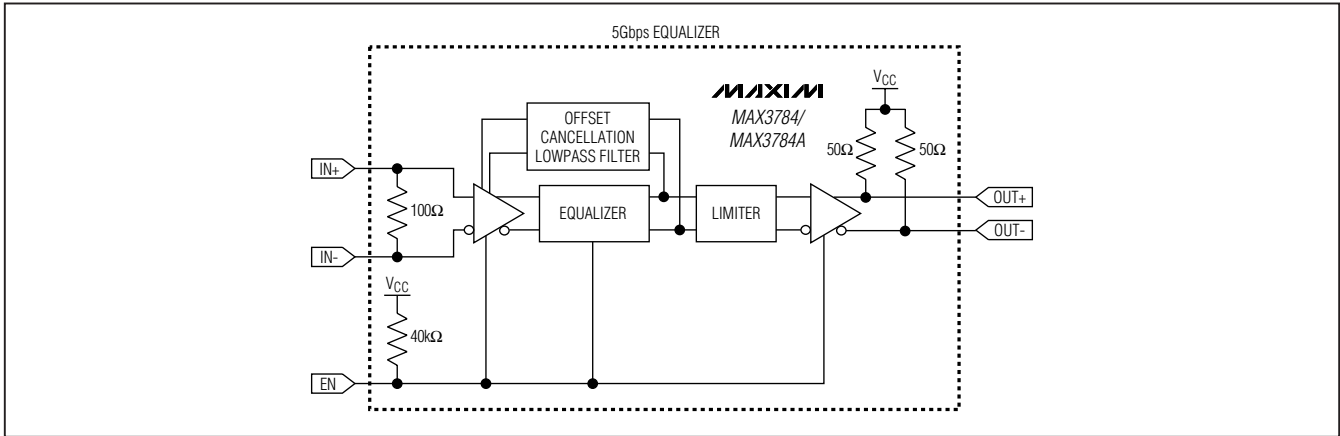 5Gbps EQUALIZER
MAXIM
MAX3784/
MAX3784A
VCC
50Ω
50Ω
OFFSET
CANCELLATION
LOWPASS FILTER
IN+
100Ω
EQUALIZER
LIMITER
OUT+
OUT-
IN-
VCC
40kΩ
EN